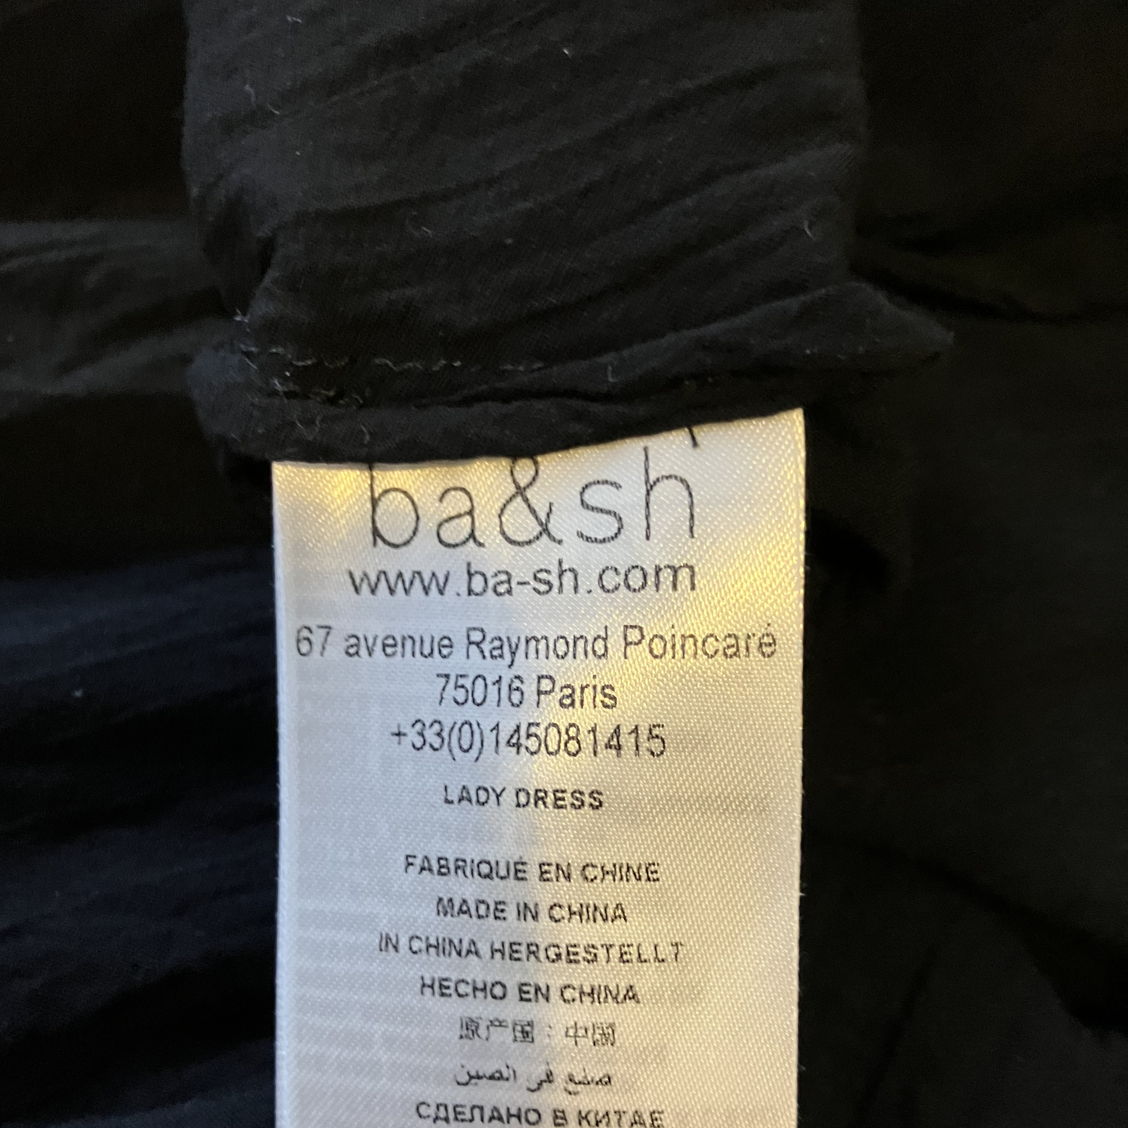 ba&sh
www.ba-sh.com
67 avenue Raymond Poincaré
75016 Paris
+33(0)145081415
LADY DRESS
FABRIQUÉ EN CHINE
MADE IN CHINA
IN CHINA HERGESTELLT
HECHO EN CHINA
原产国：中国
صنع في الصين
СДЕЛАНО В КИТАЕ